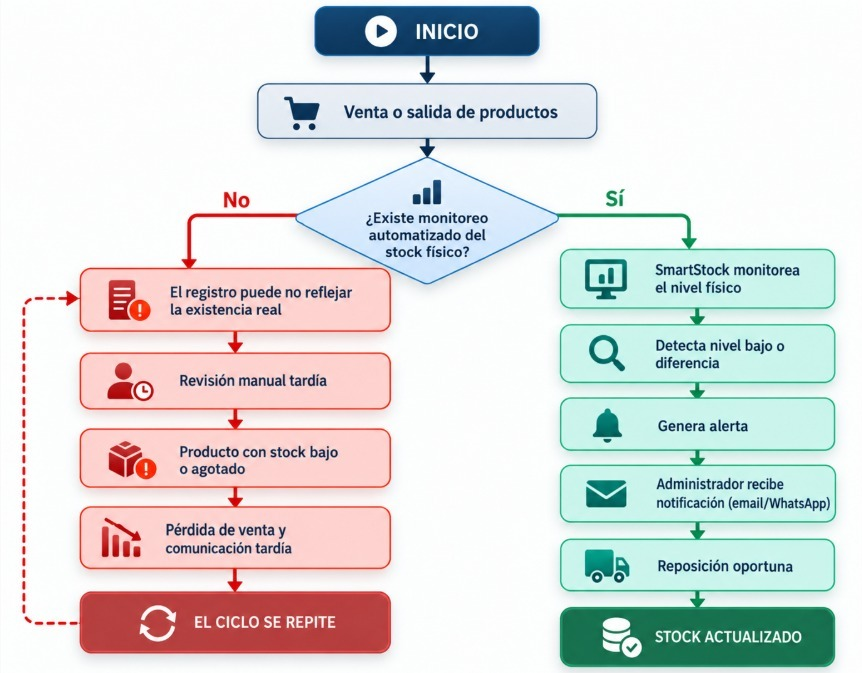 INICIO
Venta o salida de productos
¿Existe monitoreo
automatizado del
stock físico?
No
Sí
El registro puede no reflejar
la existencia real
Revisión manual tardía
Producto con stock bajo
o agotado
Pérdida de venta y
comunicación tardía
EL CICLO SE REPITE
SmartStock monitorea
el nivel físico
Detecta nivel bajo o
diferencia
Genera alerta
Administrador recibe
notificación (email/WhatsApp)
Reposición oportuna
STOCK ACTUALIZADO